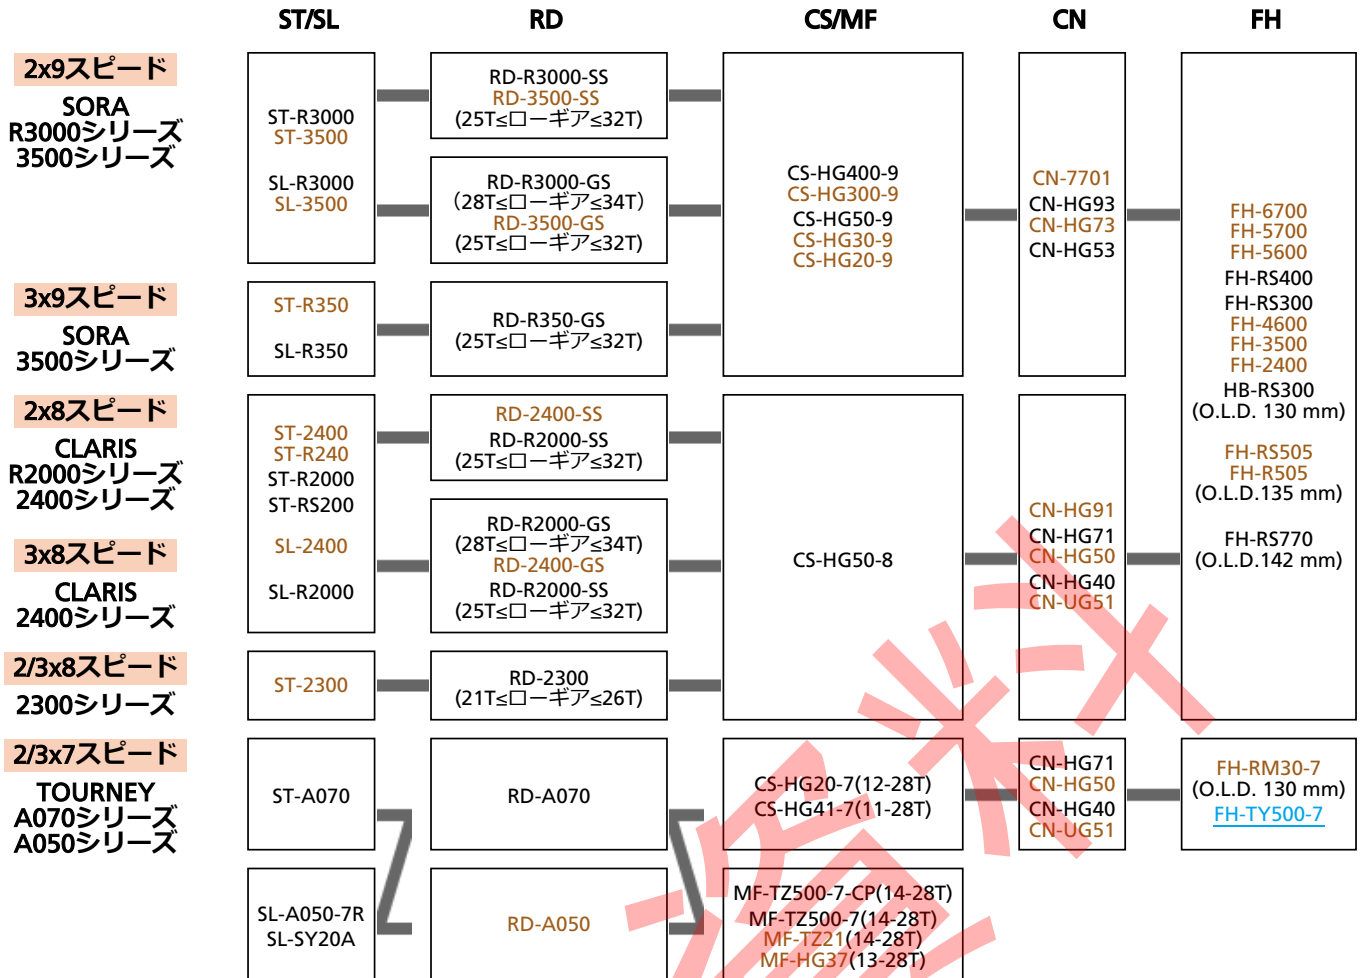 ST/SL
RD
CS/MF
CN
FH
2x9スピード
SORA
R3000シリーズ
3500シリーズ
ST-R3000
ST-3500
SL-R3000
SL-3500
RD-R3000-SS
RD-3500-SS
(25T≤ローギア≤32T)
RD-R3000-GS
(28T≤ローギア≤34T)
RD-3500-GS
(25T≤ローギア≤32T)
CS-HG400-9
CS-HG300-9
CS-HG50-9
CS-HG30-9
CS-HG20-9
CN-7701
CN-HG93
CN-HG73
CN-HG53
FH-6700
FH-5700
FH-5600
FH-RS400
FH-RS300
FH-4600
FH-3500
FH-2400
HB-RS300
(O.L.D. 130 mm)
FH-RS505
FH-R505
(O.L.D.135 mm)
FH-RS770
(O.L.D.142 mm)
3x9スピード
SORA
3500シリーズ
ST-R350
SL-R350
RD-R350-GS
(25T≤ローギア≤32T)
2x8スピード
CLARIS
R2000シリーズ
2400シリーズ
3x8スピード
CLARIS
2400シリーズ
ST-2400
ST-R240
ST-R2000
ST-RS200
SL-2400
SL-R2000
RD-2400-SS
RD-R2000-SS
(25T≤ローギア≤32T)
RD-R2000-GS
(28T≤ローギア≤34T)
RD-2400-GS
RD-R2000-SS
(25T≤ローギア≤32T)
CS-HG50-8
CN-HG91
CN-HG71
CN-HG50
CN-HG40
CN-UG51
2/3x8スピード
2300シリーズ
ST-2300
RD-2300
(21T≤ローギア≤26T)
2/3x7スピード
TOURNEY
A070シリーズ
A050シリーズ
ST-A070
RD-A070
CS-HG20-7(12-28T)
CS-HG41-7(11-28T)
CN-HG71
CN-HG50
CN-HG40
CN-UG51
FH-RM30-7
(O.L.D. 130 mm)
FH-TY500-7
SL-A050-7R
SL-SY20A
RD-A050
MF-TZ500-7-CP(14-28T)
MF-TZ500-7(14-28T)
MF-TZ21(14-28T)
MF-HG37(13-28T)